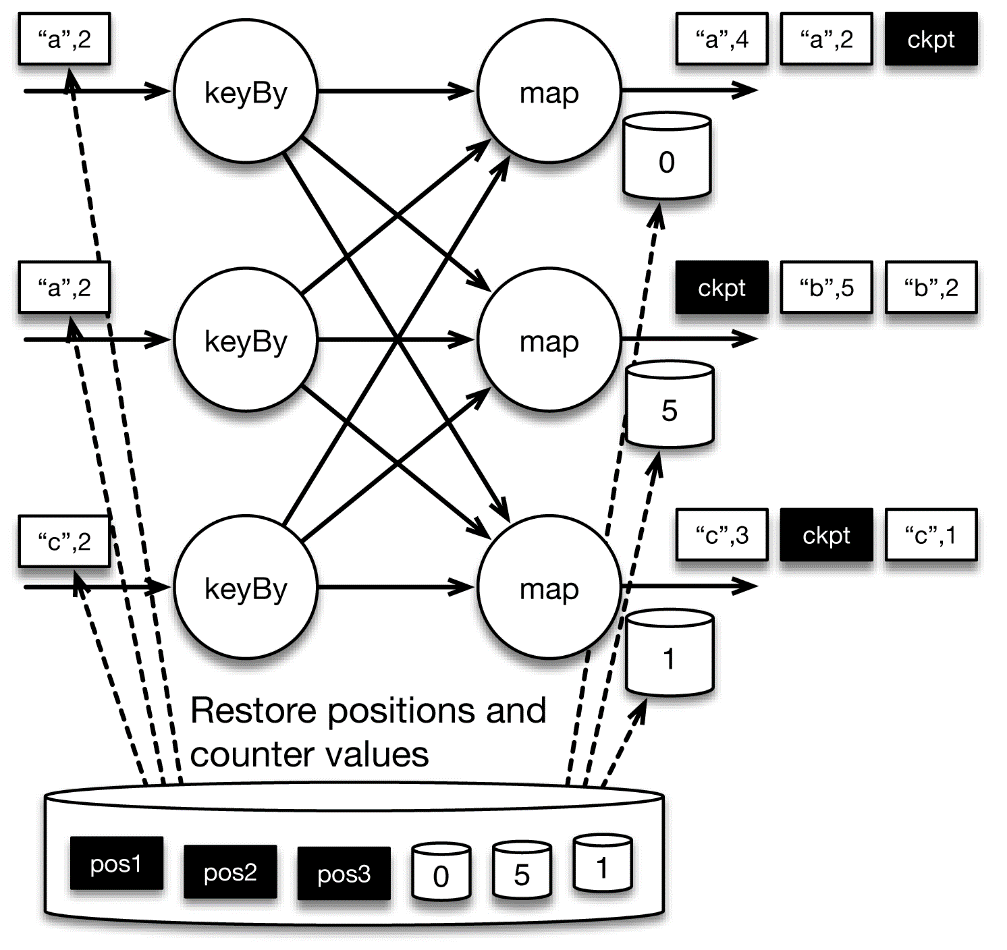 “a”,2
“a”,4
“a”,2
ckpt
keyBy
map
0
“a”,2
ckpt
“b”,5
“b”,2
keyBy
map
5
“c”,2
“c”,3
ckpt
“c”,1
keyBy
map
1
Restore positions and
counter values
pos1
pos2
pos3
0
5
1